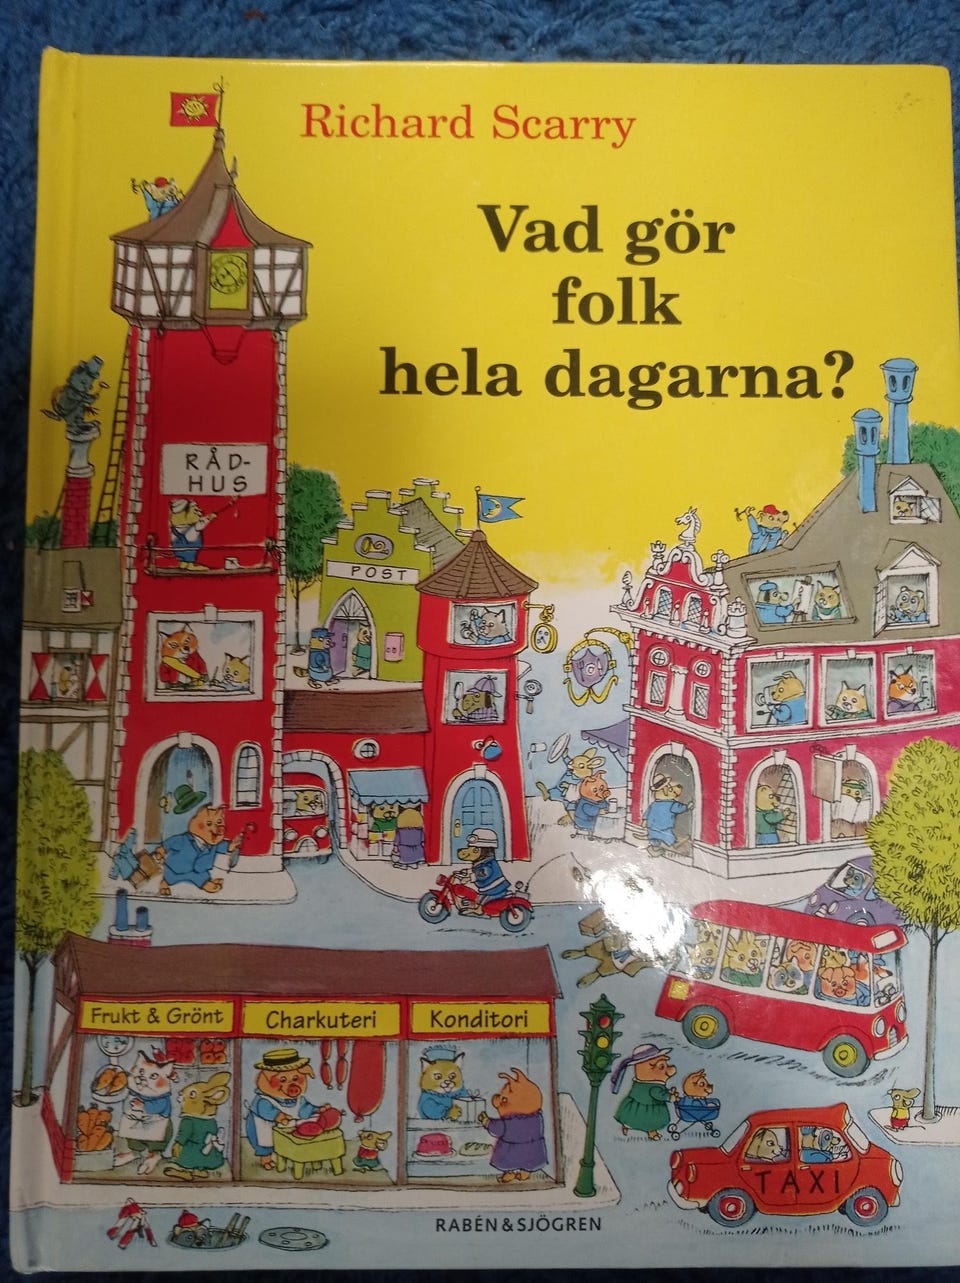 Richard Scarry
Vad gör
folk
hela dagarna?
RÅD-
HUS
POST
Frukt & Grönt
Charkuteri
Konditori
TAXI
RABÉN & SJÖGREN